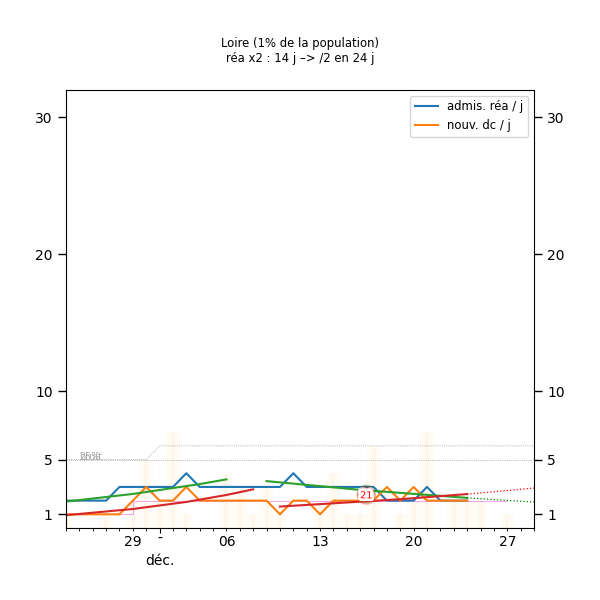 Loire (1% de la population)
réa x2 : 14 j –> /2 en 24 j
admis. réa / j
nouv. dc / j
30 30
20 20
10 10
5 5
21
1 1
29 - 06 13 20 27
déc.